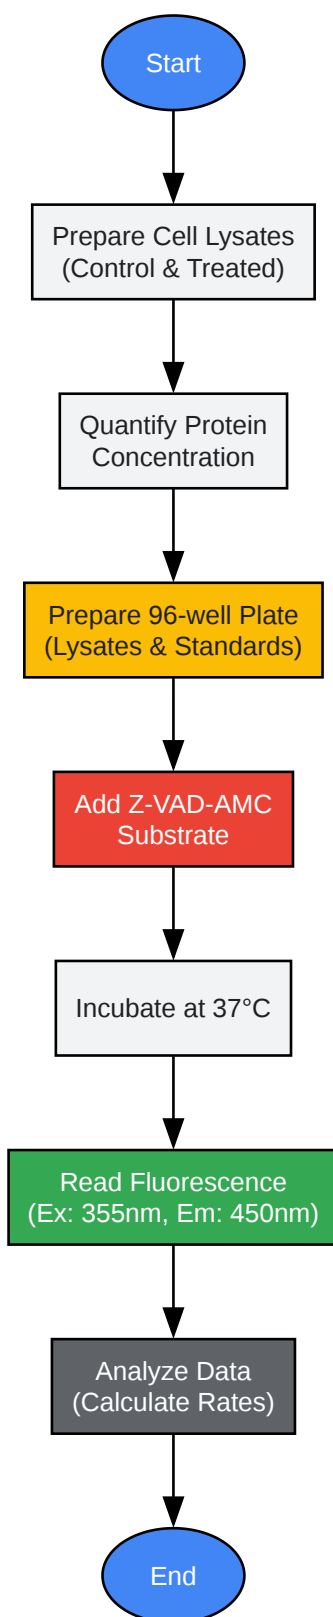 Start
Prepare Cell Lysates
(Control & Treated)
Quantify Protein
Concentration
Prepare 96-well Plate
(Lysates & Standards)
Add Z-VAD-AMC
Substrate
Incubate at 37°C
Read Fluorescence
(Ex: 355nm, Em: 450nm)
Analyze Data
(Calculate Rates)
End